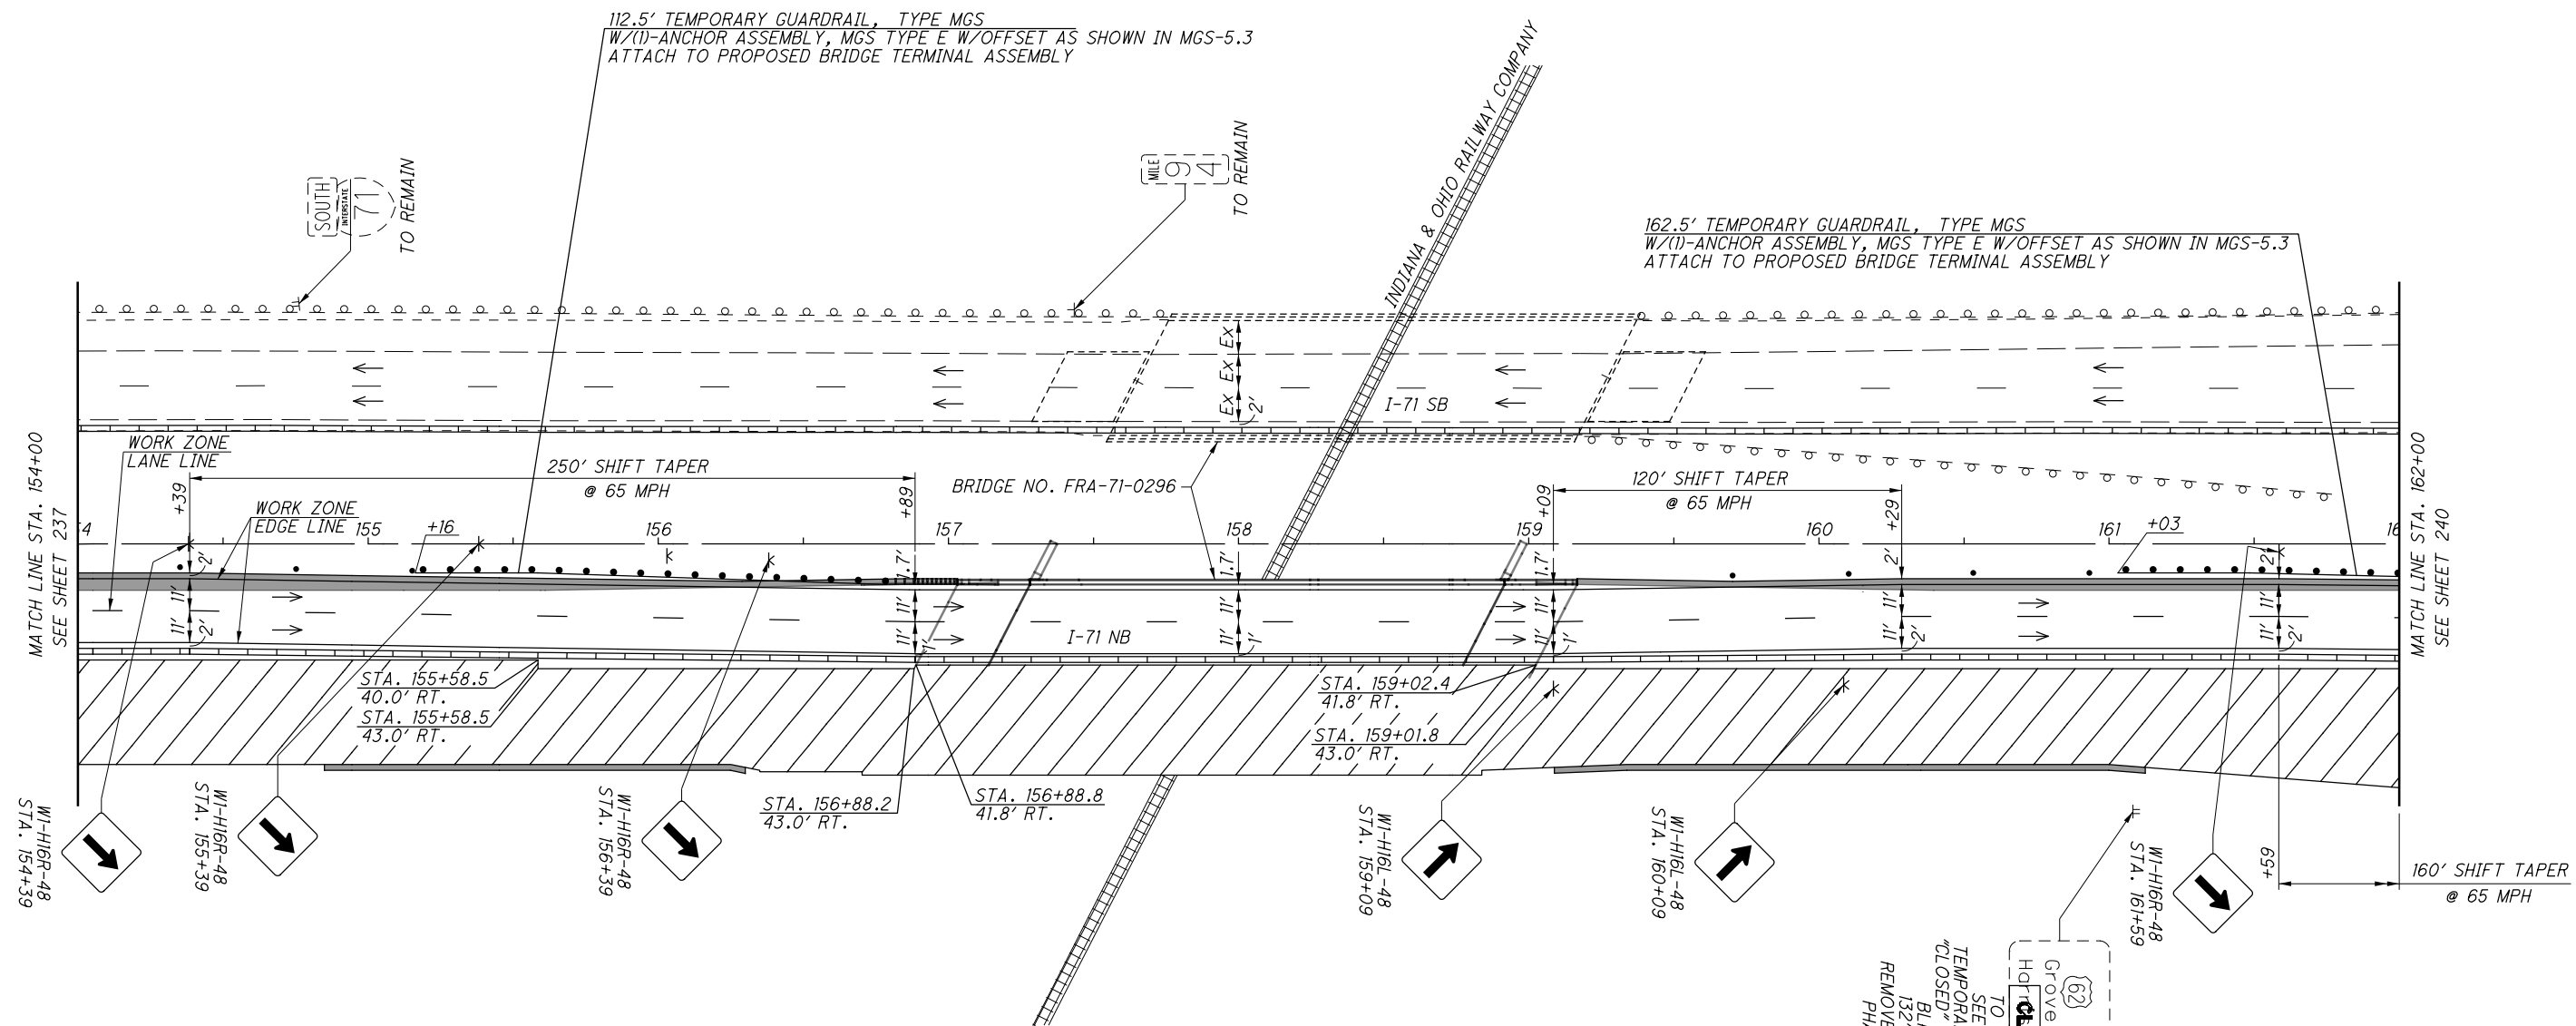 112.5' TEMPORARY GUARDRAIL, TYPE MGS
W/(1)-ANCHOR ASSEMBLY, MGS TYPE E W/OFFSET AS SHOWN IN MGS-5.3
ATTACH TO PROPOSED BRIDGE TERMINAL ASSEMBLY
SOUTH
INTERSTATE
71
TO REMAIN
MILE
9
4
TO REMAIN
INDIANA & OHIO RAILWAY COMPANY
162.5' TEMPORARY GUARDRAIL, TYPE MGS
W/(1)-ANCHOR ASSEMBLY, MGS TYPE E W/OFFSET AS SHOWN IN MGS-5.3
ATTACH TO PROPOSED BRIDGE TERMINAL ASSEMBLY
Ex
Ex
Ex
2'
I-71 SB
MATCH LINE STA. 154+00
SEE SHEET 237
WORK ZONE
LANE LINE
WORK ZONE
EDGE LINE
250' SHIFT TAPER
@ 65 MPH
+39
+89
BRIDGE NO. FRA-71-0296
120' SHIFT TAPER
@ 65 MPH
+09
+29
MATCH LINE STA. 162+00
SEE SHEET 240
4
155
+16
156
157
158
159
160
161
+03
16
2'
11'
11'
2'
1.7'
11'
11'
1'
1.7'
11'
11'
1'
1.7'
11'
11'
1'
2'
11'
11'
2'
2'
11'
11'
2'
I-71 NB
STA. 155+58.5
40.0' RT.
STA. 155+58.5
43.0' RT.
STA. 159+02.4
41.8' RT.
STA. 159+01.8
43.0' RT.
STA. 156+88.2
43.0' RT.
STA. 156+88.8
41.8' RT.
W1-H16R-48
STA. 154+39
W1-H16R-48
STA. 155+39
W1-H16R-48
STA. 156+39
W1-H16L-48
STA. 159+09
W1-H16L-48
STA. 160+09
W1-H16R-48
STA. 161+59
+59
160' SHIFT TAPER
@ 65 MPH
62
Grove
TO
SEE
TEMPORA
"CLOSED"
BL
132
REMOVE
PH